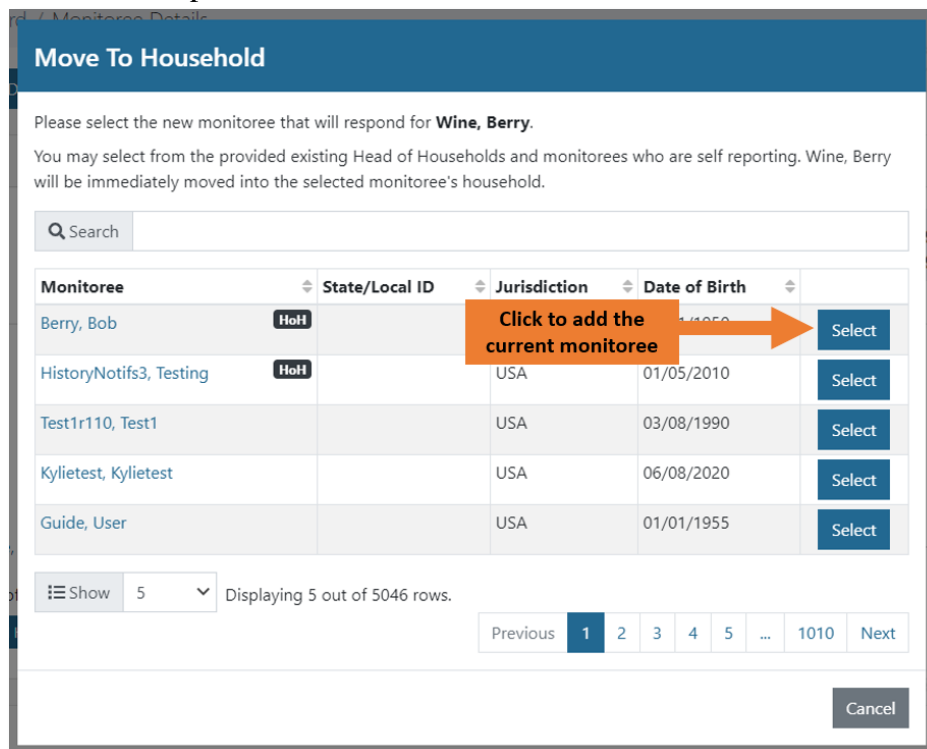 Monitoree Details
Move To Household
Please select the new monitoree that will respond for Wine, Berry.
You may select from the provided existing Head of Households and monitorees who are self reporting. Wine, Berry
will be immediately moved into the selected monitoree's household.
Search
Monitoree State/Local ID Jurisdiction Date of Birth
Berry, Bob HoH Select
Click to add the
current monitoree
HistoryNotifs3, Testing HoH USA 01/05/2010 Select
Test1r110, Test1 USA 03/08/1990 Select
Kylietest, Kylietest USA 06/08/2020 Select
Guide, User USA 01/01/1955 Select
Show 5 Displaying 5 out of 5046 rows.
Previous 1 2 3 4 5 ... 1010 Next
Cancel